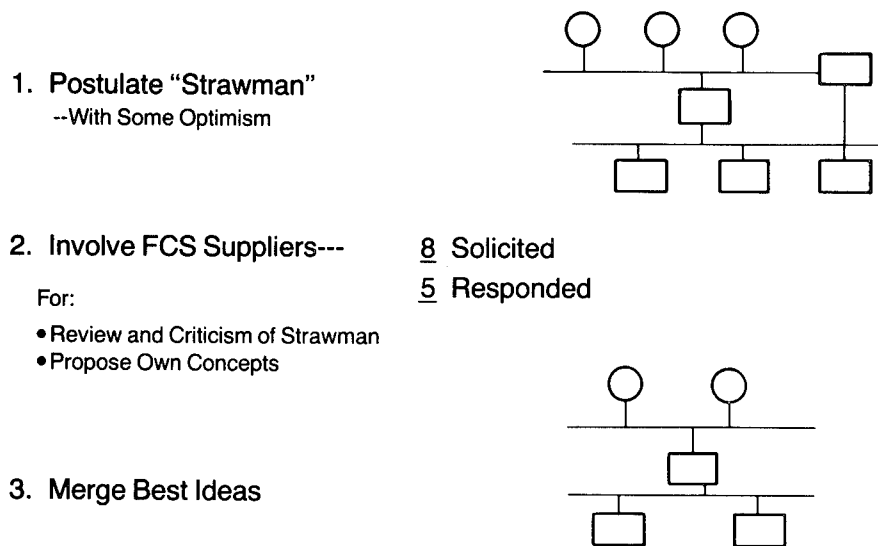 1. Postulate “Strawman”
--With Some Optimism
2. Involve FCS Suppliers---
8 Solicited
5 Responded
For:
• Review and Criticism of Strawman
• Propose Own Concepts
3. Merge Best Ideas